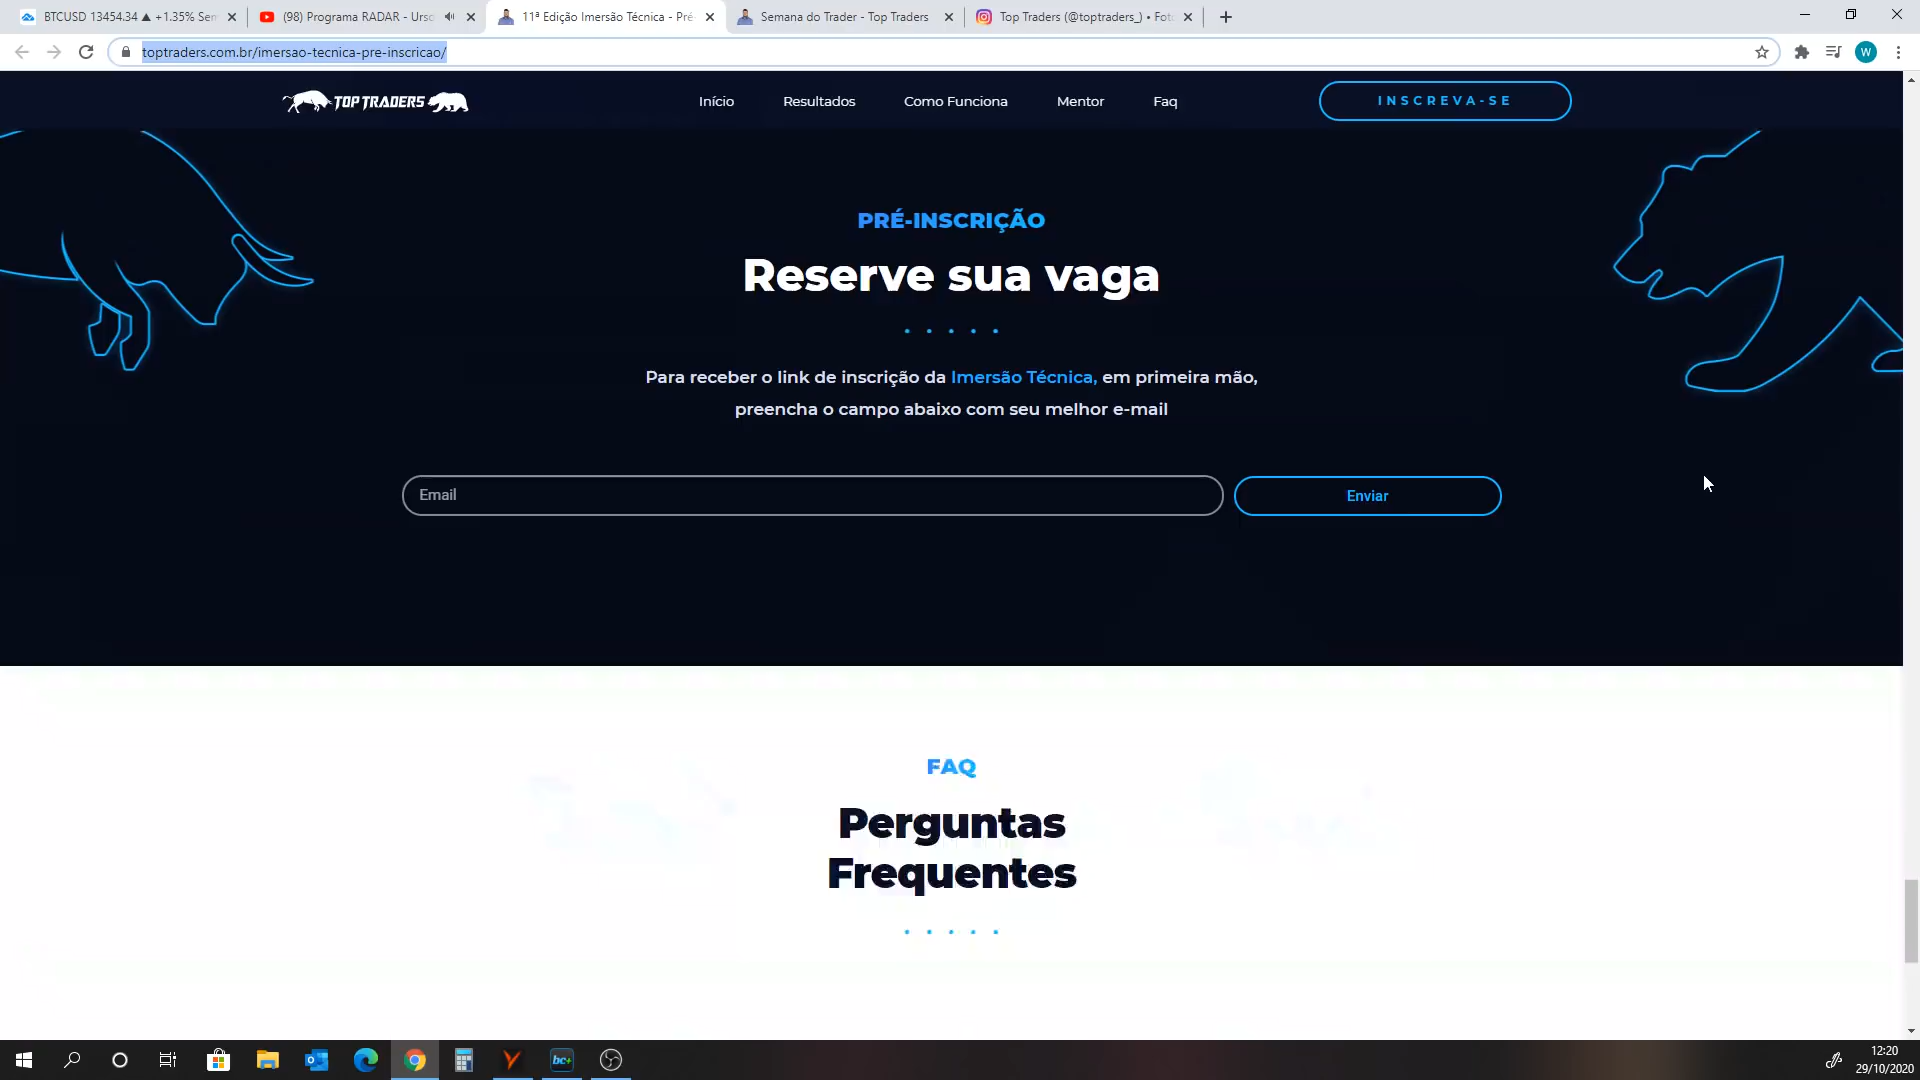 BTCUSD 13454.34 ▲ +1.35% Sem
(98) Programa RADAR - Urso
11ª Edição Imersão Técnica - Pré
Semana do Trader - Top Traders
Top Traders (@toptraders_) • Foto
toptraders.com.br/imersao-tecnica-pre-inscricao/
W
TOP TRADERS
Início
Resultados
Como Funciona
Mentor
Faq
INSCREVA-SE
PRÉ-INSCRIÇÃO
Reserve sua vaga
Para receber o link de inscrição da Imersão Técnica, em primeira mão,
preencha o campo abaixo com seu melhor e-mail
Email
Enviar
FAQ
Perguntas
Frequentes
bc+
12:20
29/10/2020